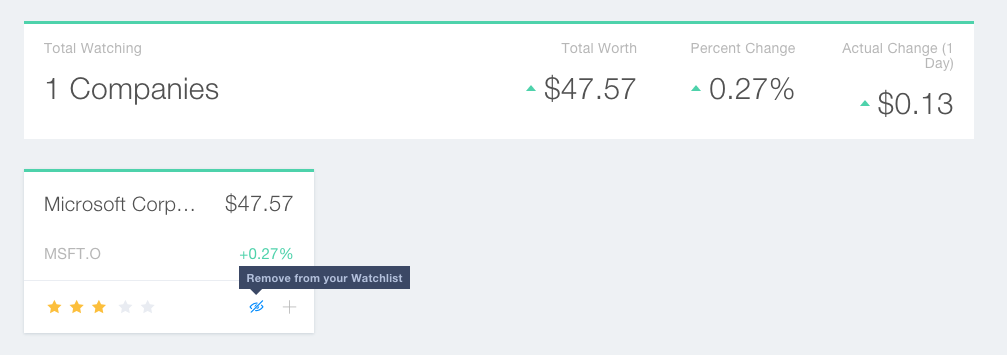 Total Watching
Total Worth
Percent Change
Actual Change (1
Day)
1 Companies
$47.57
0.27%
$0.13
Microsoft Corp...
$47.57
MSFT.O
+0.27%
Remove from your Watchlist